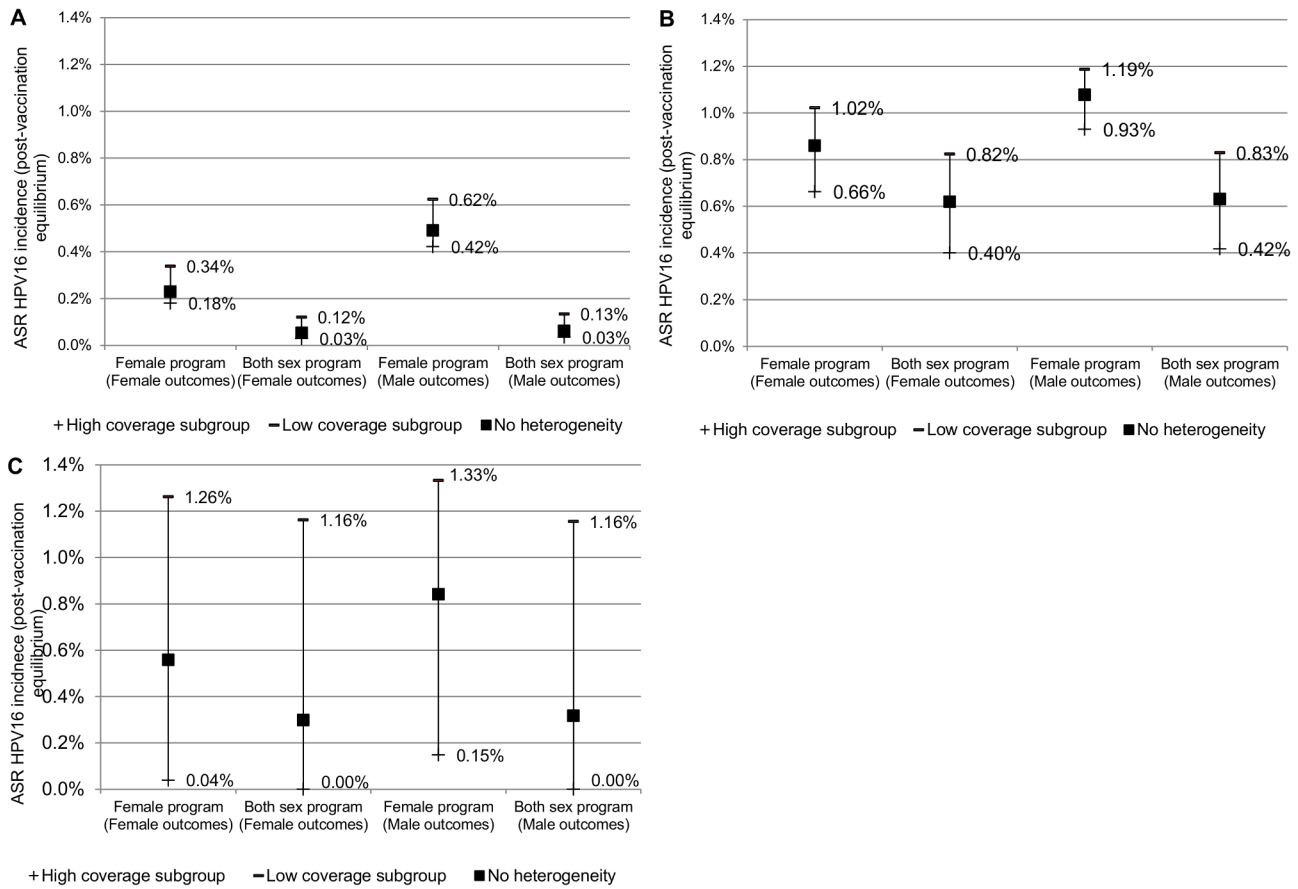 A
ASR HPV16 incidence (post-vaccination
equilibrium)
1.4%
1.2%
1.0%
0.8%
0.6%
0.4%
0.2%
0.0%
0.34%
0.18%
0.12%
0.03%
0.62%
0.42%
0.13%
0.03%
Female program
(Female outcomes)
Both sex program
(Female outcomes)
Female program
(Male outcomes)
Both sex program
(Male outcomes)
High coverage subgroup
Low coverage subgroup
No heterogeneity
B
ASR HPV16 incidence (post-vaccination
equilibrium)
1.4%
1.2%
1.0%
0.8%
0.6%
0.4%
0.2%
0.0%
1.02%
0.66%
0.82%
0.40%
1.19%
0.93%
0.83%
0.42%
Female program
(Female outcomes)
Both sex program
(Female outcomes)
Female program
(Male outcomes)
Both sex program
(Male outcomes)
High coverage subgroup
Low coverage subgroup
No heterogeneity
C
ASR HPV16 incidnece (post-vaccination
equilibrium)
1.4%
1.2%
1.0%
0.8%
0.6%
0.4%
0.2%
0.0%
1.26%
0.04%
1.16%
0.00%
1.33%
0.15%
1.16%
0.00%
Female program
(Female outcomes)
Both sex program
(Female outcomes)
Female program
(Male outcomes)
Both sex program
(Male outcomes)
High coverage subgroup
Low coverage subgroup
No heterogeneity